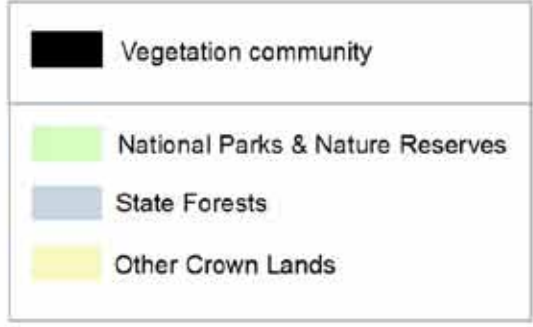 Vegetation community
National Parks & Nature Reserves
State Forests
Other Crown Lands